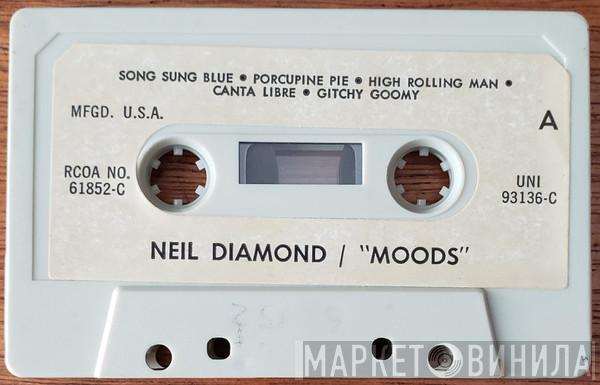 SONG SUNG BLUE • PORCUPINE PIE • HIGH ROLLING MAN •
CANTA LIBRE • GITCHY GOOMY
MFGD. U.S.A.
A
RCOA NO.
61852-C
UNI
93136-C
NEIL DIAMOND / "MOODS"
МАРКЕТ ВИНИЛА